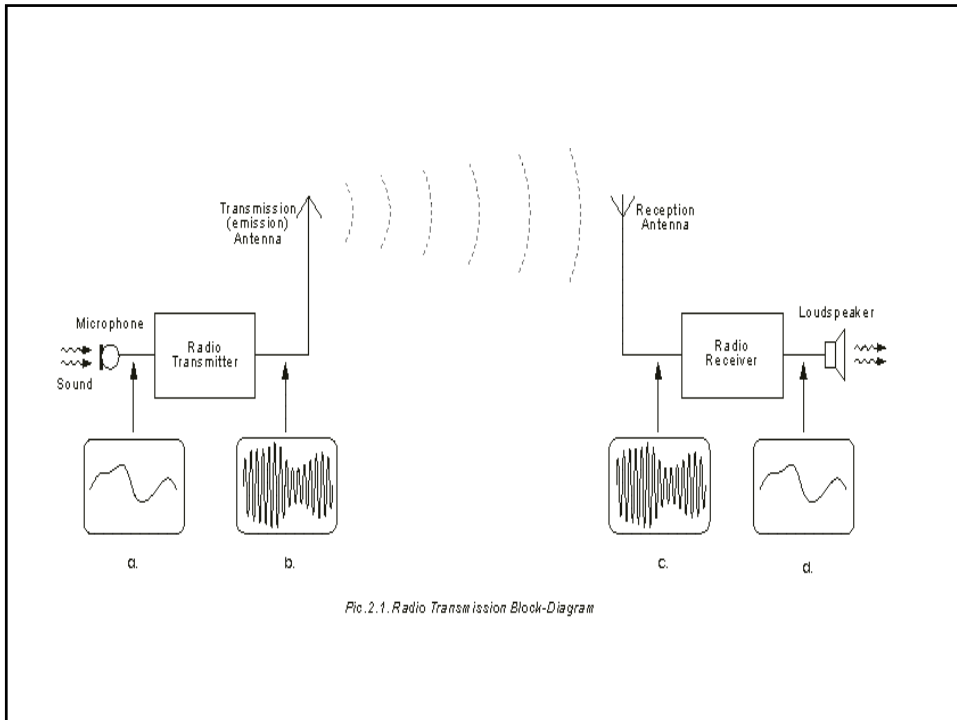 Transmission
(emission)
Antenna
Reception
Antenna
Microphone
Sound
Radio
Transmitter
Radio
Receiver
Loudspeaker
a.
b.
c.
d.
Pic.2.1. Radio Transmission Block-Diagram